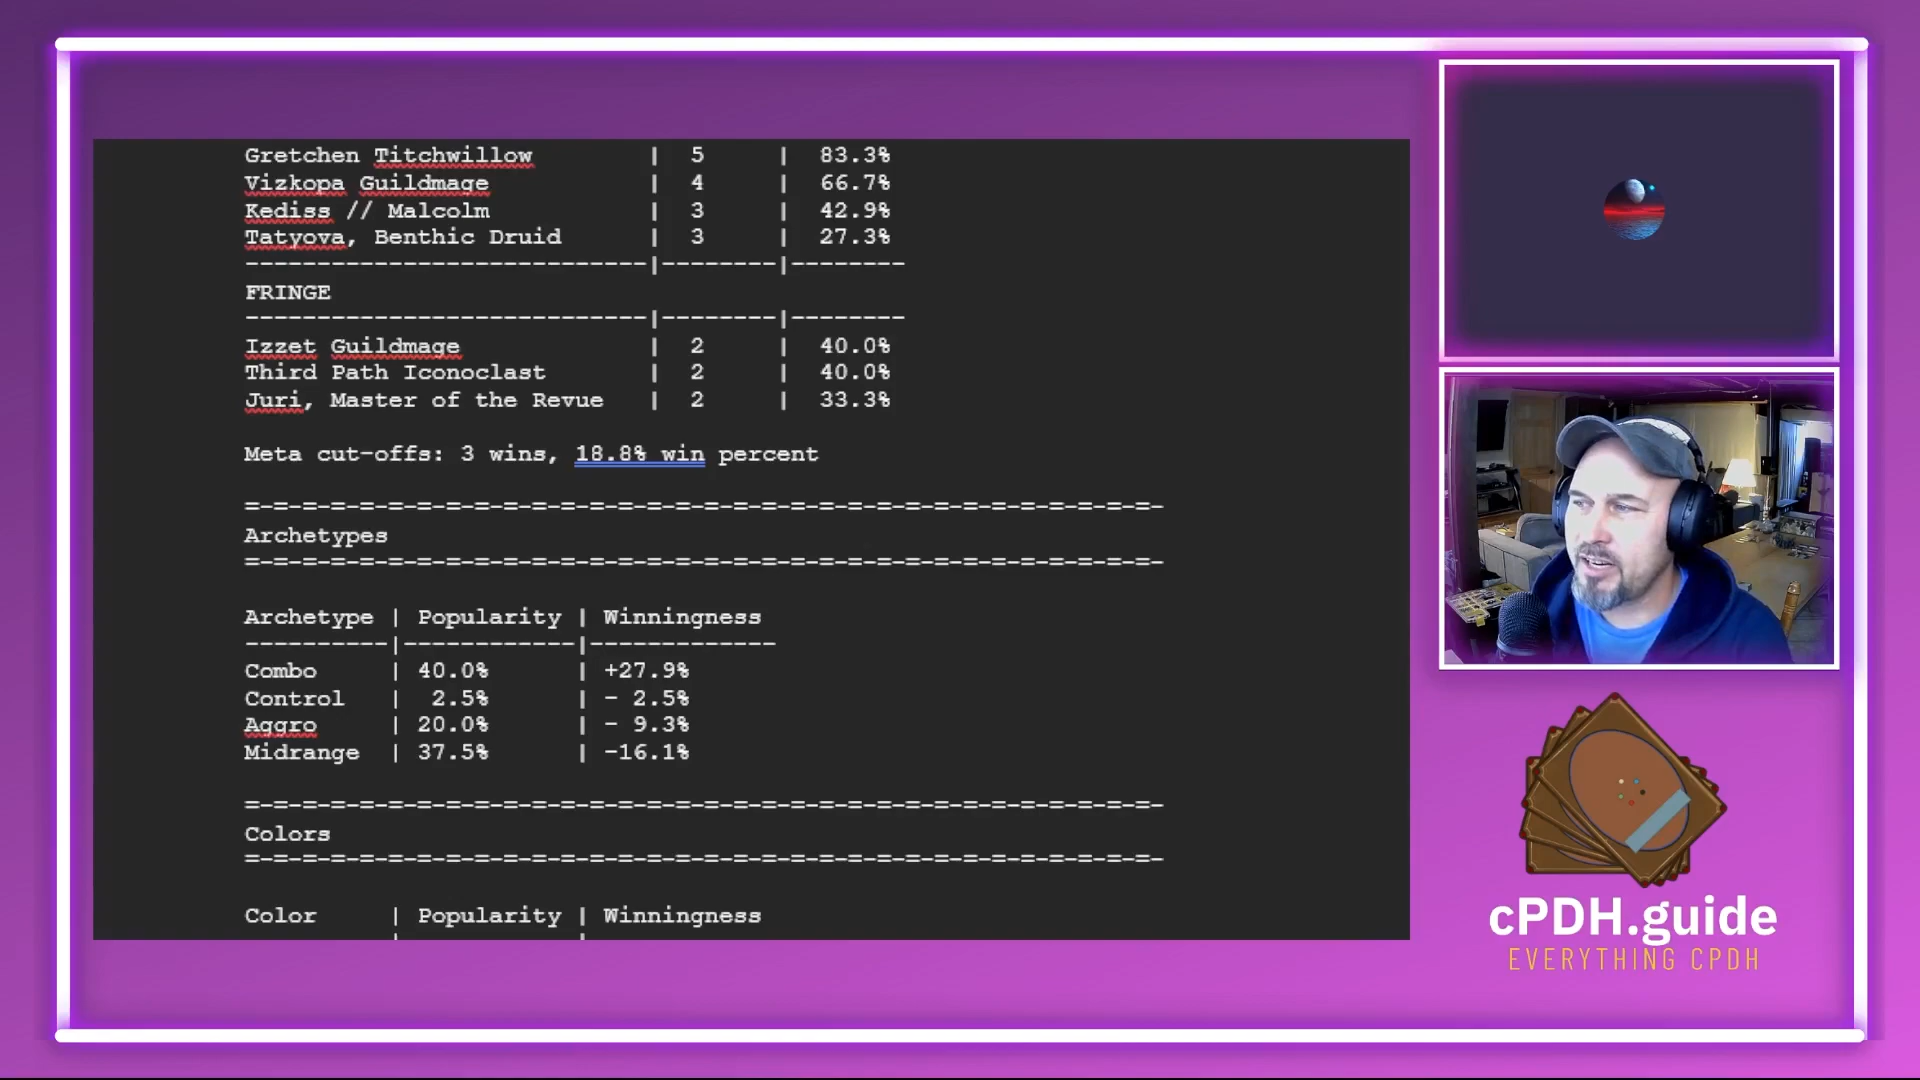 Gretchen Titchwillow | 5 | 83.3%
Vizkopa Guildmage | 4 | 66.7%
Kediss // Malcolm | 3 | 42.9%
Tatyova, Benthic Druid | 3 | 27.3%
----------------------------|--------|--------
FRINGE
----------------------------|--------|--------
Izzet Guildmage | 2 | 40.0%
Third Path Iconoclast | 2 | 40.0%
Juri, Master of the Revue | 2 | 33.3%
Meta cut-offs: 3 wins, 18.8% win percent
=-=-=-=-=-=-=-=-=-=-=-=-=-=-=-=-=-=-=-=-=-=-=-=-=-=-=-=-=-=-=-=-
Archetypes
=-=-=-=-=-=-=-=-=-=-=-=-=-=-=-=-=-=-=-=-=-=-=-=-=-=-=-=-=-=-=-=-
Archetype | Popularity | Winningness
----------|------------|-------------
Combo | 40.0% | +27.9%
Control | 2.5% | - 2.5%
Aggro | 20.0% | - 9.3%
Midrange | 37.5% | -16.1%
=-=-=-=-=-=-=-=-=-=-=-=-=-=-=-=-=-=-=-=-=-=-=-=-=-=-=-=-=-=-=-=-
Colors
=-=-=-=-=-=-=-=-=-=-=-=-=-=-=-=-=-=-=-=-=-=-=-=-=-=-=-=-=-=-=-=-
Color | Popularity | Winningness
cPDH.guide
EVERYTHING CPDH